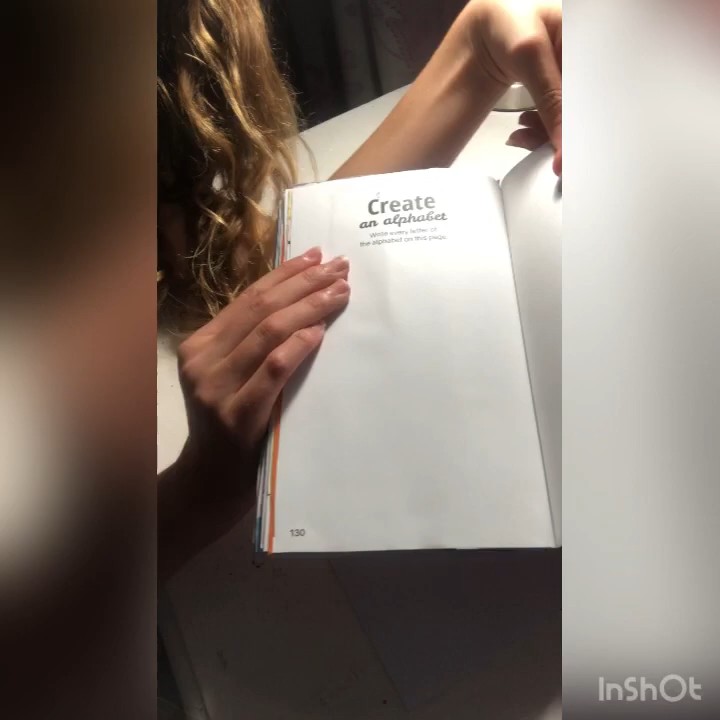 Create
an alphabet
Write every letter of
the alphabet on this page.
130
InShOt